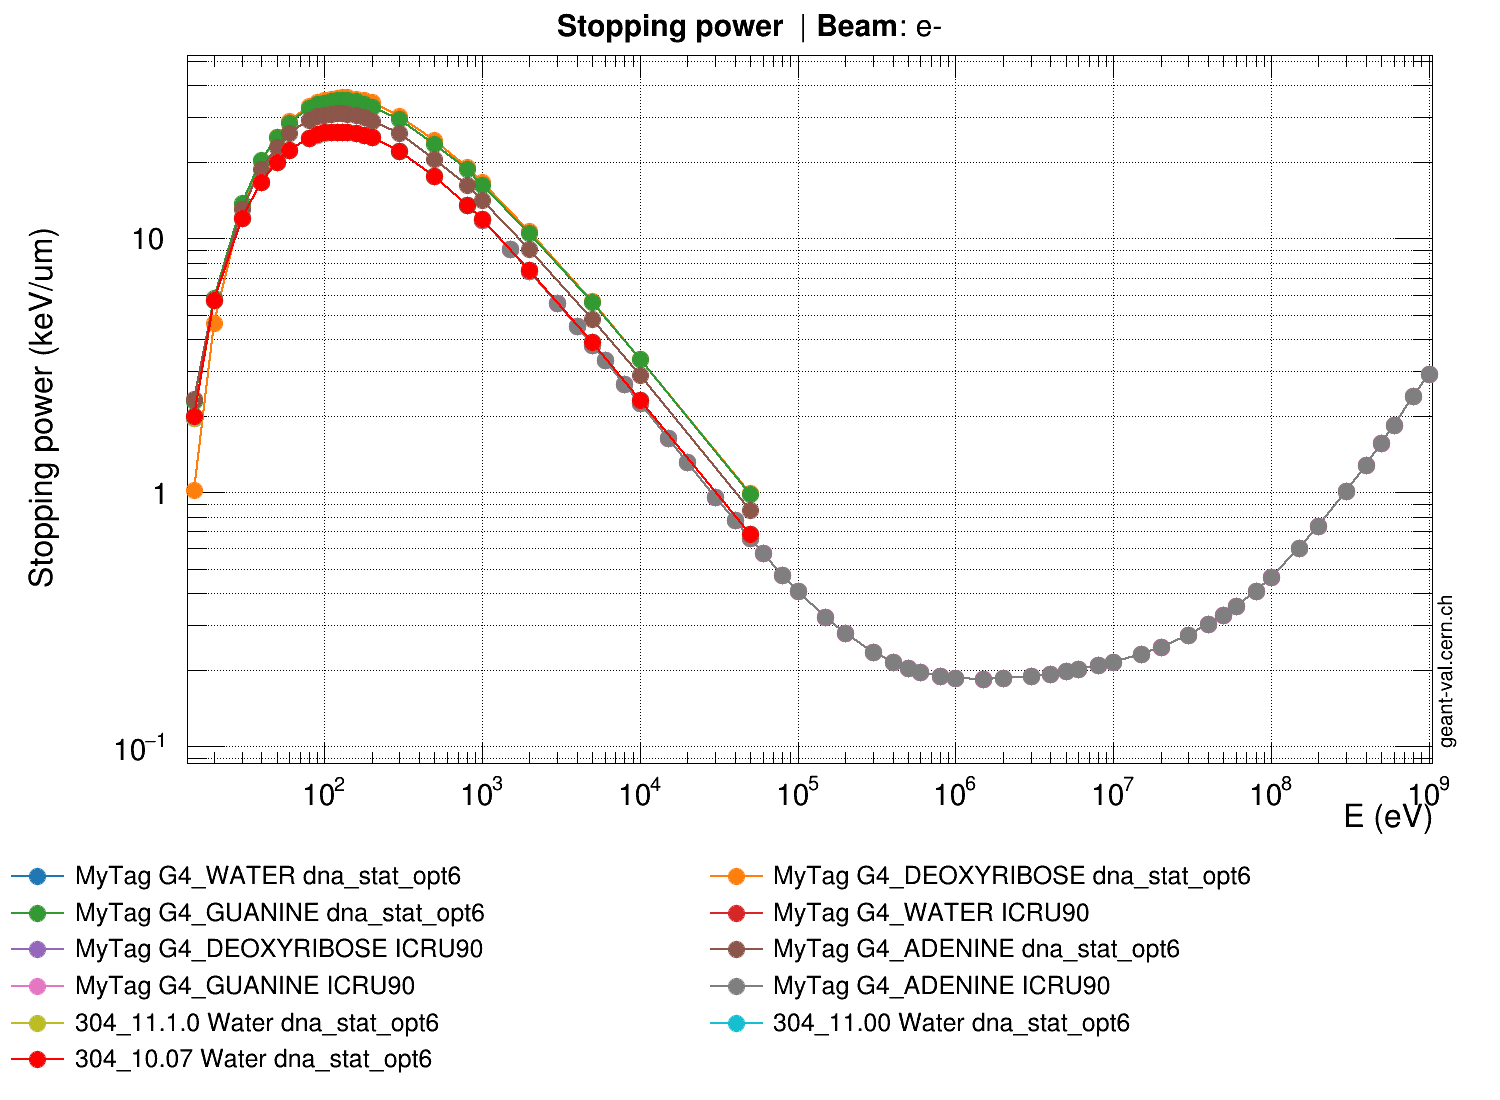 Stopping power | Beam: e-
Stopping power (keV/um)
10
1
10⁻¹
10² 10³ 10⁴ 10⁵ 10⁶ 10⁷ 10⁸ 10⁹
E (eV)
geant-val.cern.ch
MyTag G4_WATER dna_stat_opt6
MyTag G4_DEOXYRIBOSE dna_stat_opt6
MyTag G4_GUANINE dna_stat_opt6
MyTag G4_WATER ICRU90
MyTag G4_DEOXYRIBOSE ICRU90
MyTag G4_ADENINE dna_stat_opt6
MyTag G4_GUANINE ICRU90
MyTag G4_ADENINE ICRU90
304_11.1.0 Water dna_stat_opt6
304_11.00 Water dna_stat_opt6
304_10.07 Water dna_stat_opt6